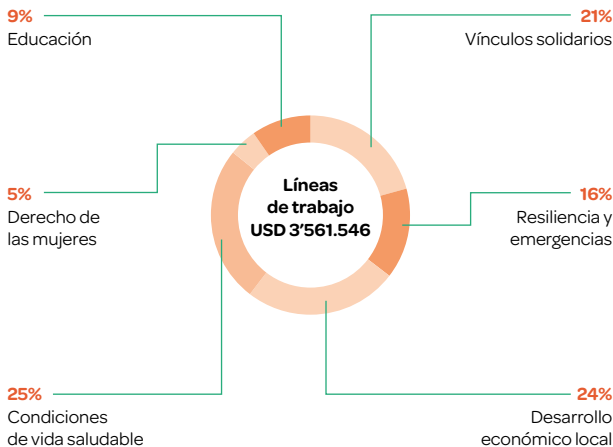 9%
Educación
21%
Vínculos solidarios
Líneas
de trabajo
USD 3'561.546
5%
Derecho de
las mujeres
16%
Resiliencia y
emergencias
25%
Condiciones
de vida saludable
24%
Desarrollo
económico local